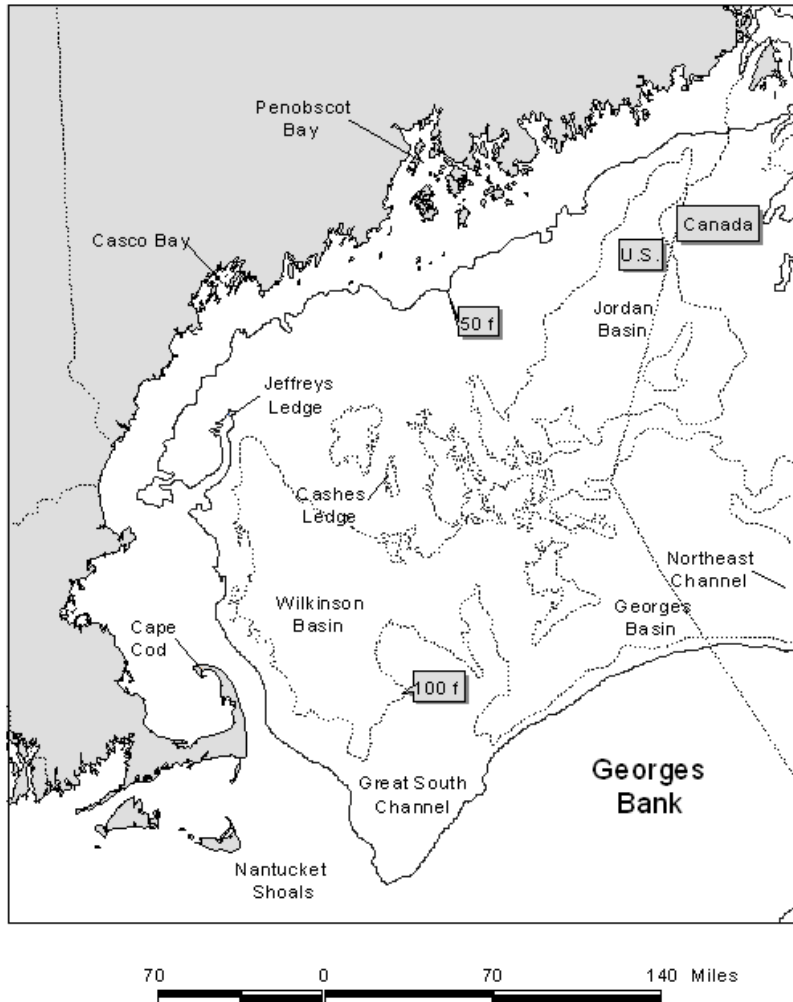 Penobscot
Bay
Casco Bay
Canada
U.S.
Jordan
Basin
50 f
Jeffreys
Ledge
Cashes
Ledge
Northeast
Channel
Wilkinson
Basin
Georges
Basin
Cape
Cod
100 f
Georges
Bank
Great South
Channel
Nantucket
Shoals
70 0 70 140 Miles